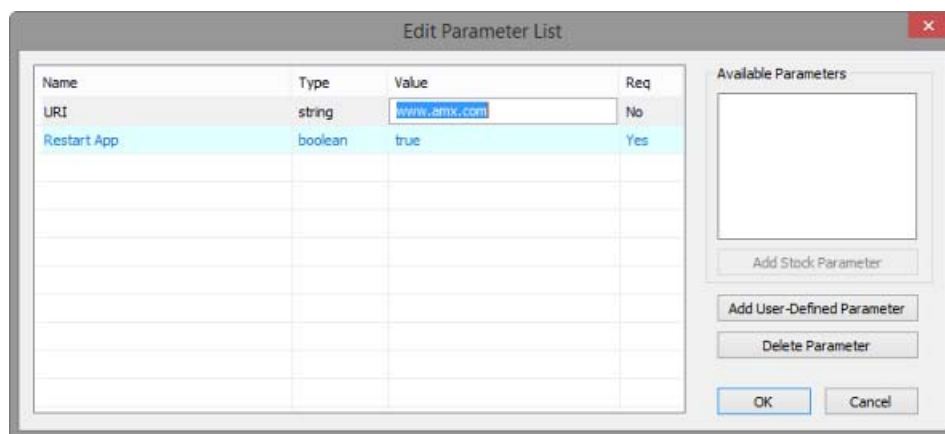 Edit Parameter List
Name Type Value Req
URI string www.amx.com No
Restart App boolean true Yes
Available Parameters
Add Stock Parameter
Add User-Defined Parameter
Delete Parameter
OK Cancel